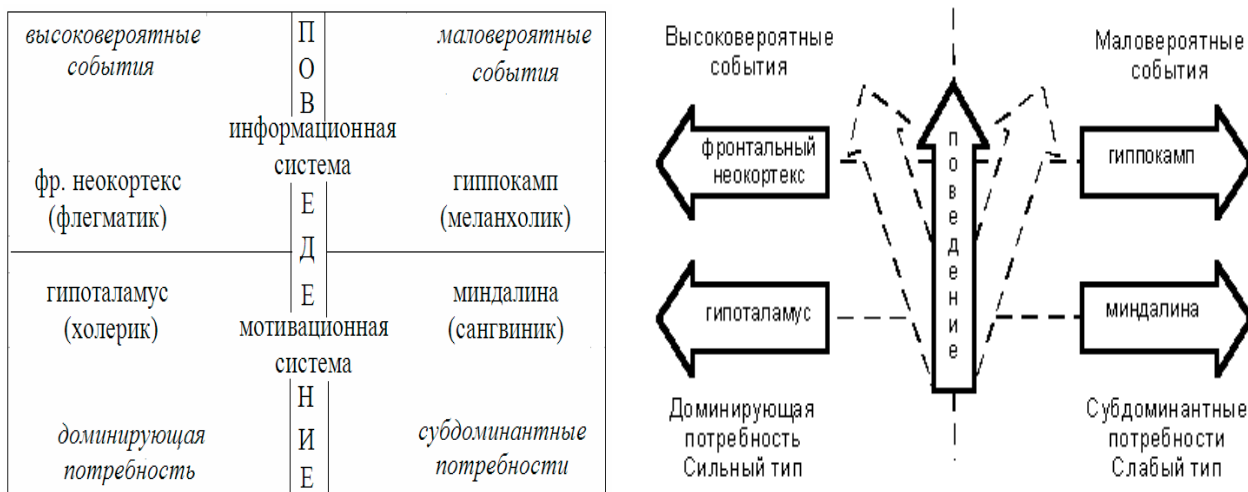 высоковероятные
события
маловероятные
события
П
О
В
информационная
система
фр. неокортекс
(флегматик)
гиппокамп
(меланхолик)
Е
Д
Е
гипоталамус
(холерик)
миндалина
(сангвиник)
мотивационная
система
Н
И
Е
доминирующая
потребность
субдоминантные
потребности
Высоковероятные
события
Маловероятные
события
фронтальный
неокортекс
поведение
гиппокамп
гипоталамус
миндалина
Доминирующая
потребность
Сильный тип
Субдоминантные
потребности
Слабый тип